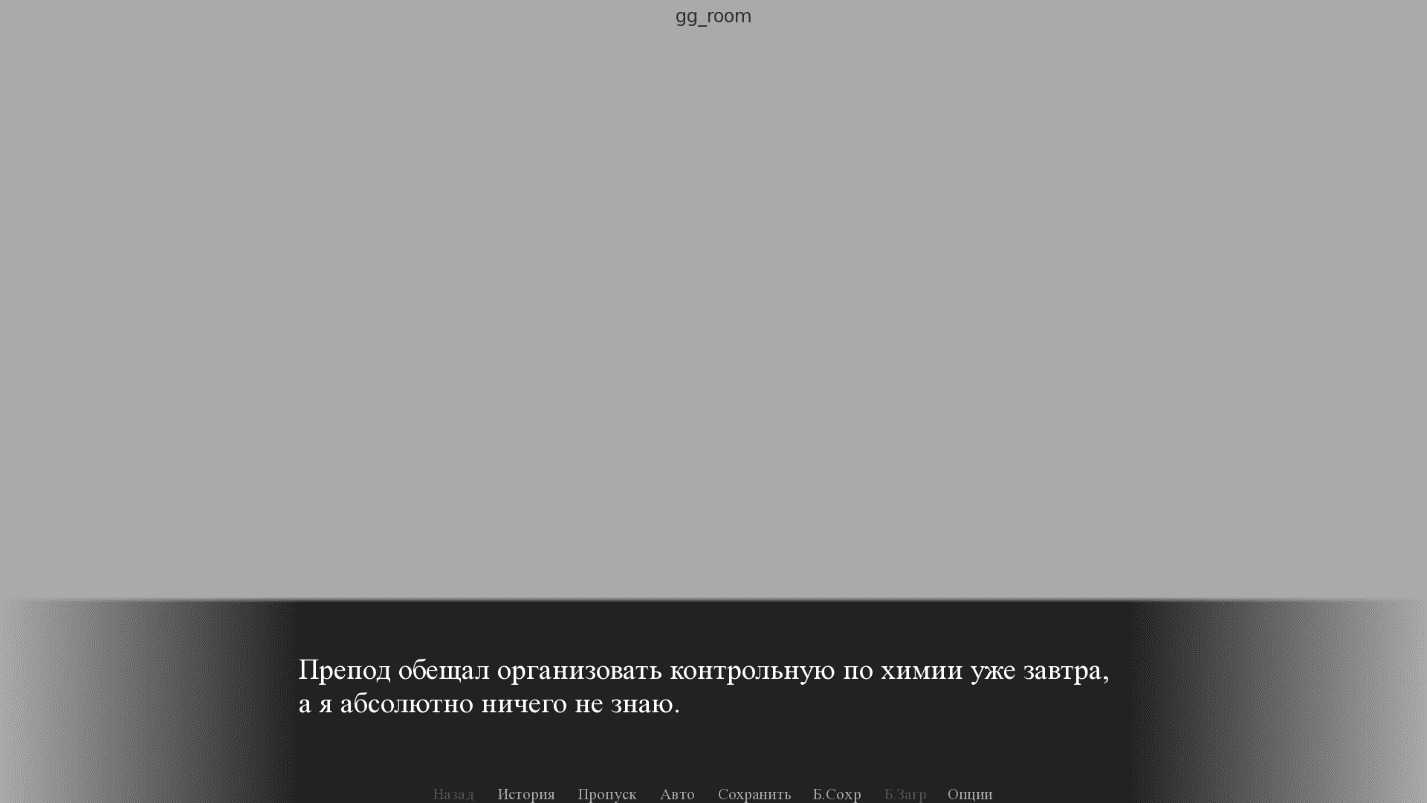 gg_room
Препод обещал организовать контрольную по химии уже завтра,
а я абсолютно ничего не знаю.
Назад История Пропуск Авто Сохранить Б.Сохр Б.Загр Опции